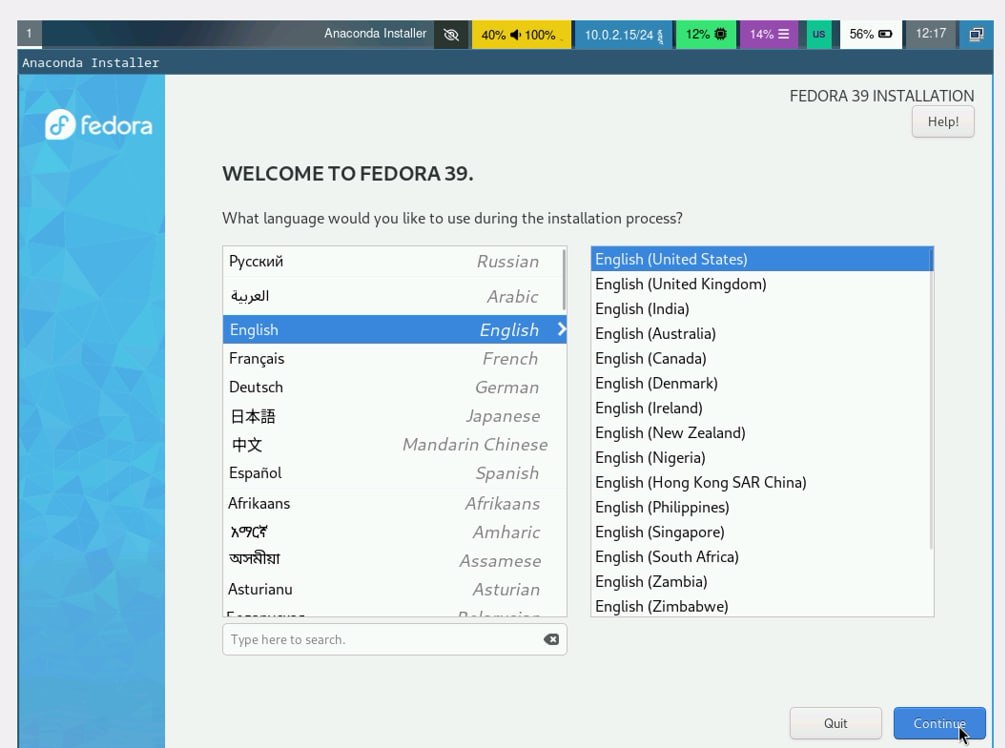 1 Anaconda Installer 40% 100% 10.0.2.15/24 12% 14% us 56% 12:17
Anaconda Installer
fedora
FEDORA 39 INSTALLATION
Help!
WELCOME TO FEDORA 39.
What language would you like to use during the installation process?
Русский Russian
العربية Arabic
English English
Français French
Deutsch German
日本語 Japanese
中文 Mandarin Chinese
Español Spanish
Afrikaans Afrikaans
አማርኛ Amharic
অসমীয়া Assamese
Asturianu Asturian
English (United States)
English (United Kingdom)
English (India)
English (Australia)
English (Canada)
English (Denmark)
English (Ireland)
English (New Zealand)
English (Nigeria)
English (Hong Kong SAR China)
English (Philippines)
English (Singapore)
English (South Africa)
English (Zambia)
English (Zimbabwe)
Type here to search.
Quit Continue